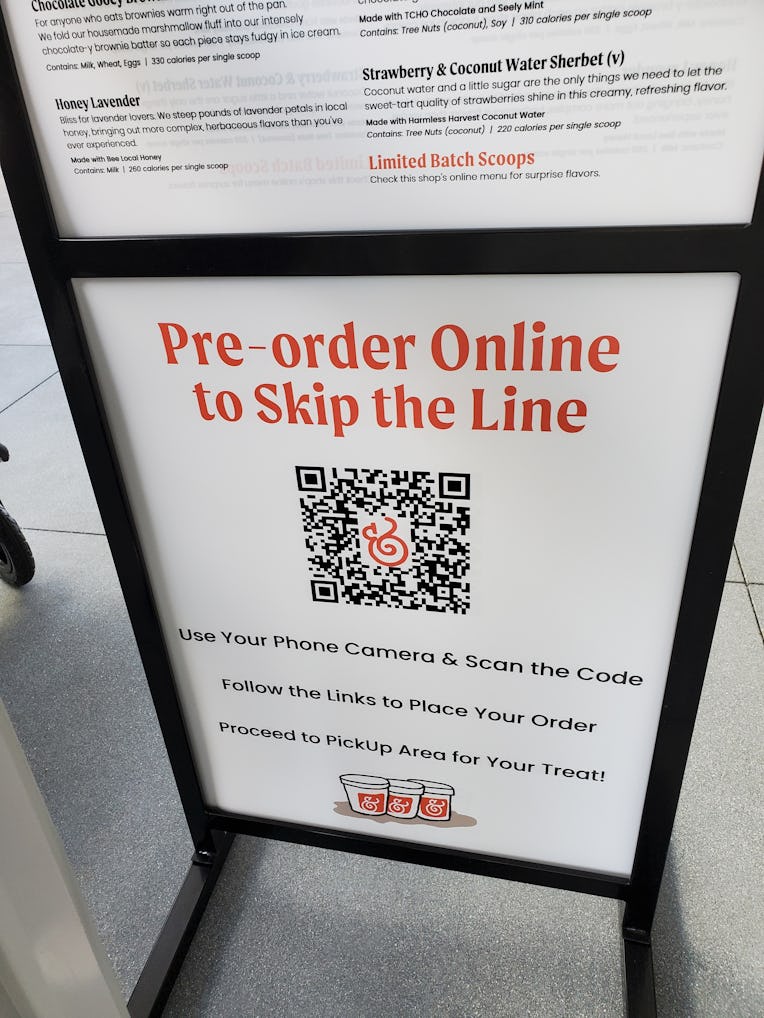 Chocolate Gooey
For anyone who eats brownies warm right out of the pan.
We fold our housemade marshmallow fluff into our intensely
chocolate-y brownie batter so each piece stays fudgy in ice cream.
Contains: Milk, Wheat, Eggs | 330 calories per single scoop
Honey Lavender
Bliss for lavender lovers. We steep pounds of lavender petals in local
honey, bringing out more complex, herbaceous flavors than you've
ever experienced.
Made with Bee Local Honey
Contains: Milk | 260 calories per single scoop
Made with TCHO Chocolate and Seely Mint
Contains: Tree Nuts (coconut), Soy | 310 calories per single scoop
Strawberry & Coconut Water Sherbet (v)
Coconut water and a little sugar are the only things we need to let the
sweet-tart quality of strawberries shine in this creamy, refreshing flavor.
Made with Harmless Harvest Coconut Water
Contains: Tree Nuts (coconut) | 220 calories per single scoop
Limited Batch Scoops
Check this shop's online menu for surprise flavors.
Pre-order Online
to Skip the Line
&
Use Your Phone Camera & Scan the Code
Follow the Links to Place Your Order
Proceed to PickUp Area for Your Treat!
& & &